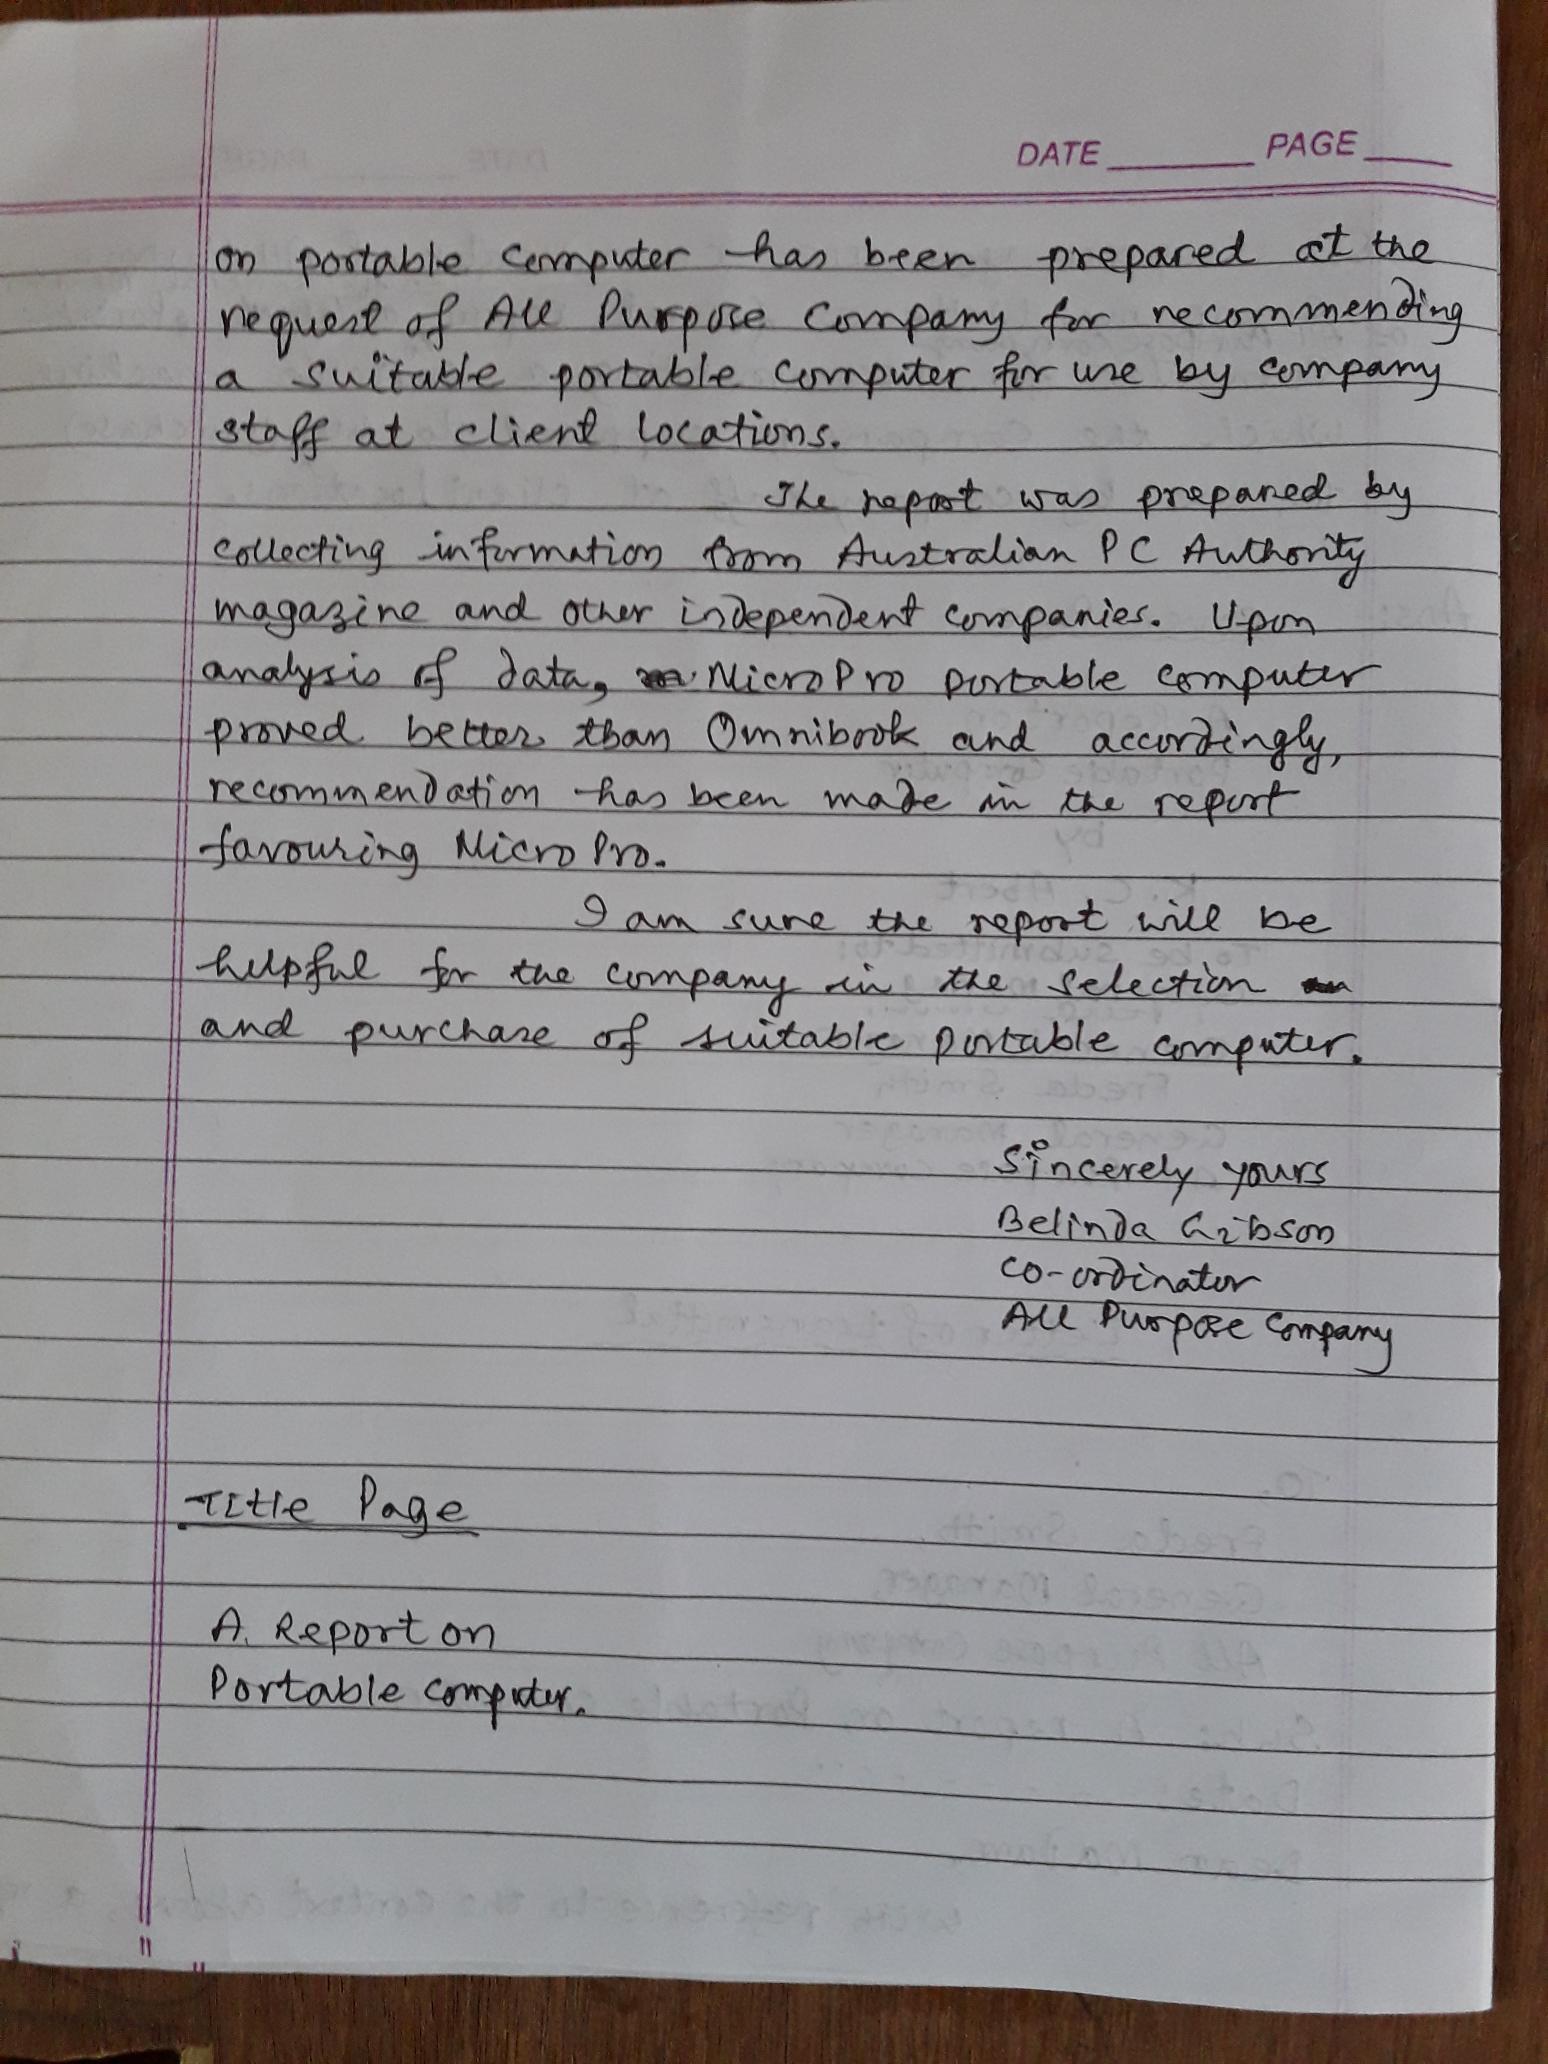 DATE PAGE
on portable computer has been prepared at the
request of All Purpose Company for recommending
a suitable portable computer for use by company
staff at client locations.
The report was prepared by
collecting information from Australian PC Authority
magazine and other independent companies. Upon
analysis of data, MicroPro portable computer
proved better than Omnibook and accordingly,
recommendation has been made in the report
favouring MicroPro.
I am sure the report will be
helpful for the company in the selection
and purchase of suitable portable computer.
Sincerely yours
Belinda Gibson
co-ordinator
All Purpose Company
Title Page
A. Report on
Portable computer.